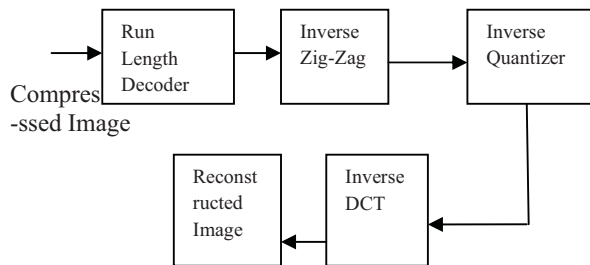 Run
Length
Decoder
Inverse
Zig-Zag
Inverse
Quantizer
Compres
-ssed Image
Reconst
ructed
Image
Inverse
DCT